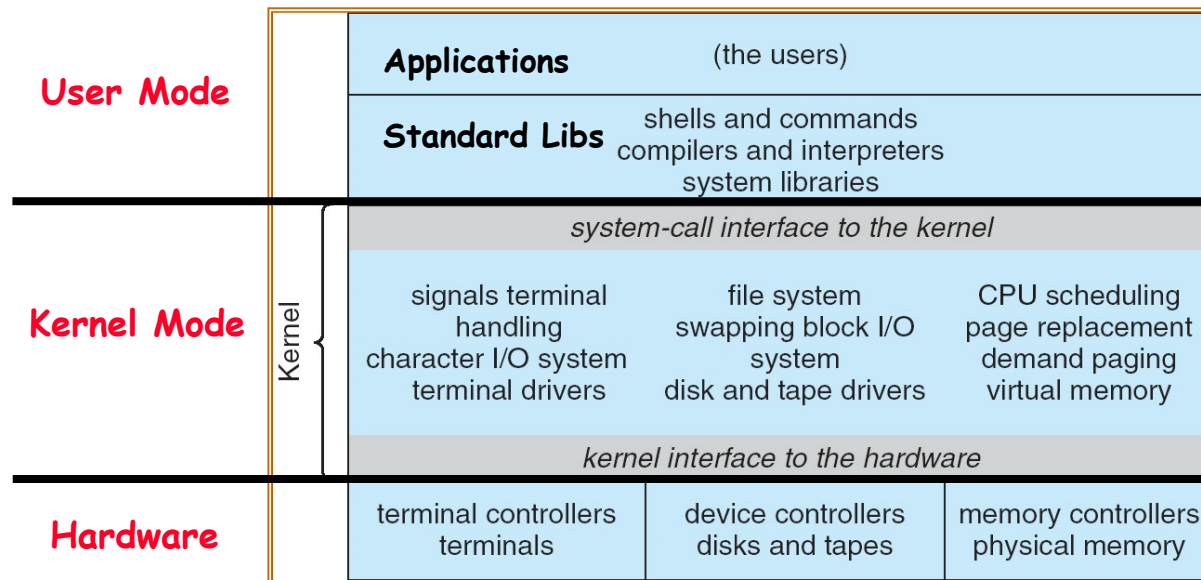 User Mode
Applications
(the users)
Standard Libs
shells and commands
compilers and interpreters
system libraries
Kernel Mode
Kernel
system-call interface to the kernel
signals terminal
handling
character I/O system
terminal drivers
file system
swapping block I/O
system
disk and tape drivers
CPU scheduling
page replacement
demand paging
virtual memory
kernel interface to the hardware
Hardware
terminal controllers
terminals
device controllers
disks and tapes
memory controllers
physical memory